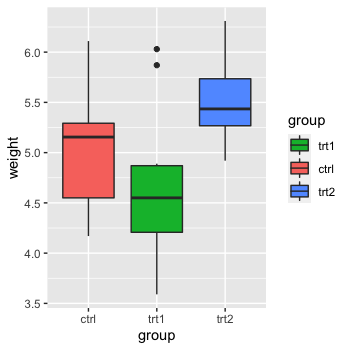 weight
6.0
5.5
5.0
4.5
4.0
3.5
ctrl trt1 trt2
group
group
trt1
ctrl
trt2